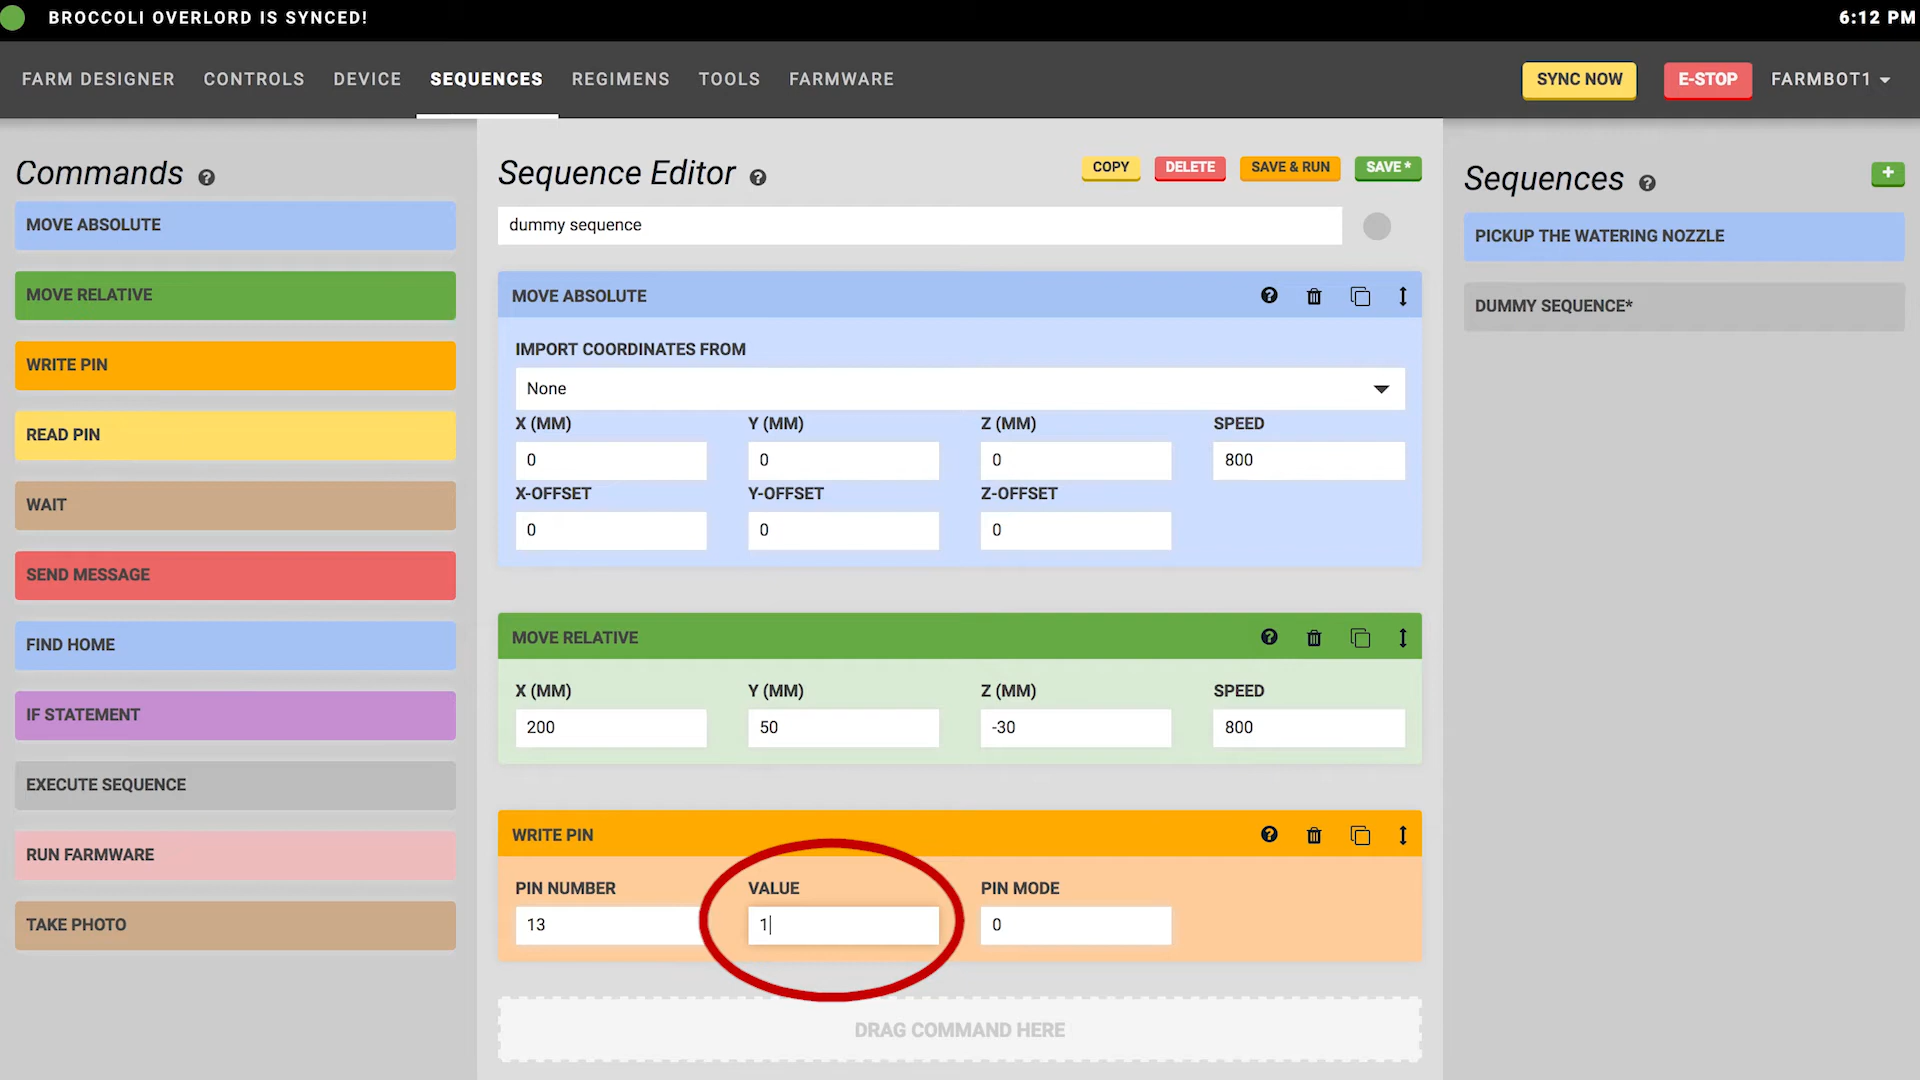 BROCCOLI OVERLORD IS SYNCED!
6:12 PM
FARM DESIGNER CONTROLS DEVICE SEQUENCES REGIMENS TOOLS FARMWARE
SYNC NOW E-STOP FARMBOT1
Commands
MOVE ABSOLUTE
MOVE RELATIVE
WRITE PIN
READ PIN
WAIT
SEND MESSAGE
FIND HOME
IF STATEMENT
EXECUTE SEQUENCE
RUN FARMWARE
TAKE PHOTO
Sequence Editor
COPY DELETE SAVE & RUN SAVE *
dummy sequence
MOVE ABSOLUTE
IMPORT COORDINATES FROM
None
X (MM) Y (MM) Z (MM) SPEED
0 0 0 800
X-OFFSET Y-OFFSET Z-OFFSET
0 0 0
MOVE RELATIVE
X (MM) Y (MM) Z (MM) SPEED
200 50 -30 800
WRITE PIN
PIN NUMBER VALUE PIN MODE
13 1 0
DRAG COMMAND HERE
Sequences
+
PICKUP THE WATERING NOZZLE
DUMMY SEQUENCE*